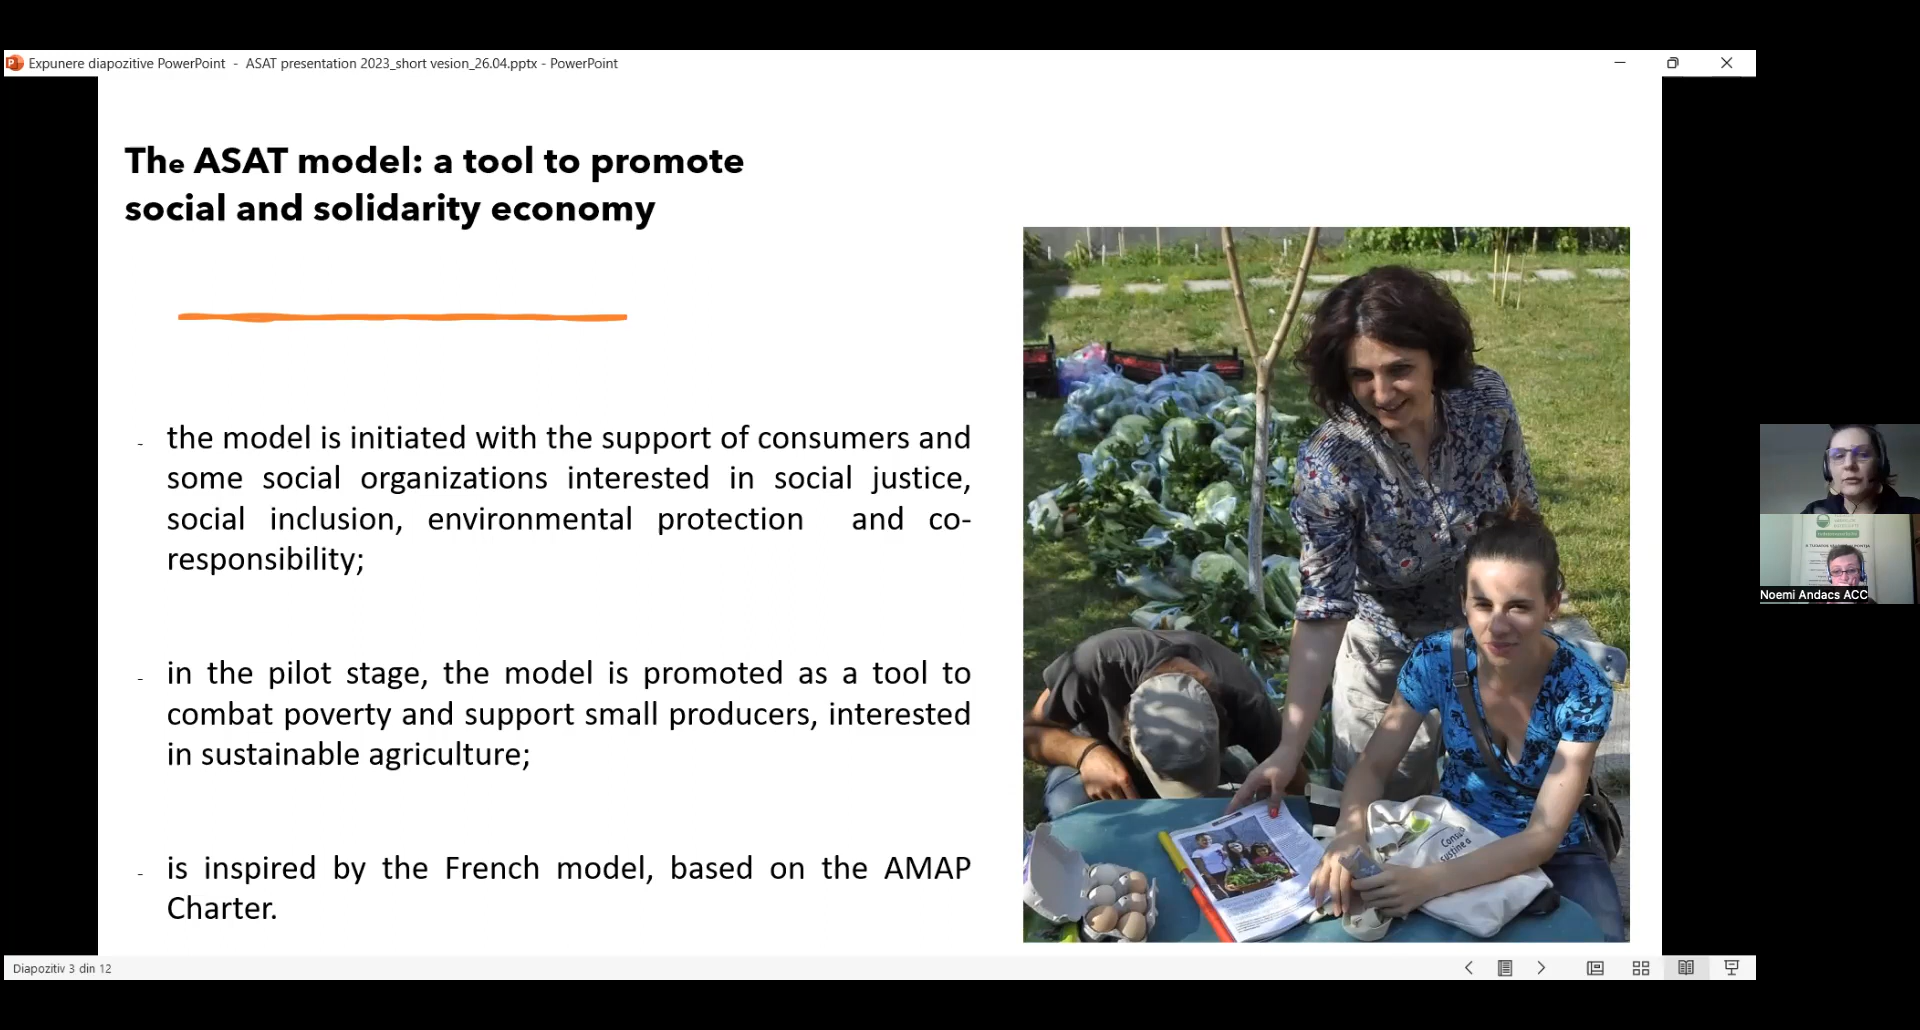 Expunere diapozitive PowerPoint - ASAT presentation 2023_short vesion_26.04.pptx - PowerPoint
The ASAT model: a tool to promote
social and solidarity economy
- the model is initiated with the support of consumers and
some social organizations interested in social justice,
social inclusion, environmental protection and co-
responsibility;
- in the pilot stage, the model is promoted as a tool to
combat poverty and support small producers, interested
in sustainable agriculture;
- is inspired by the French model, based on the AMAP
Charter.
Noemi Andacs ACC
Diapozitiv 3 din 12